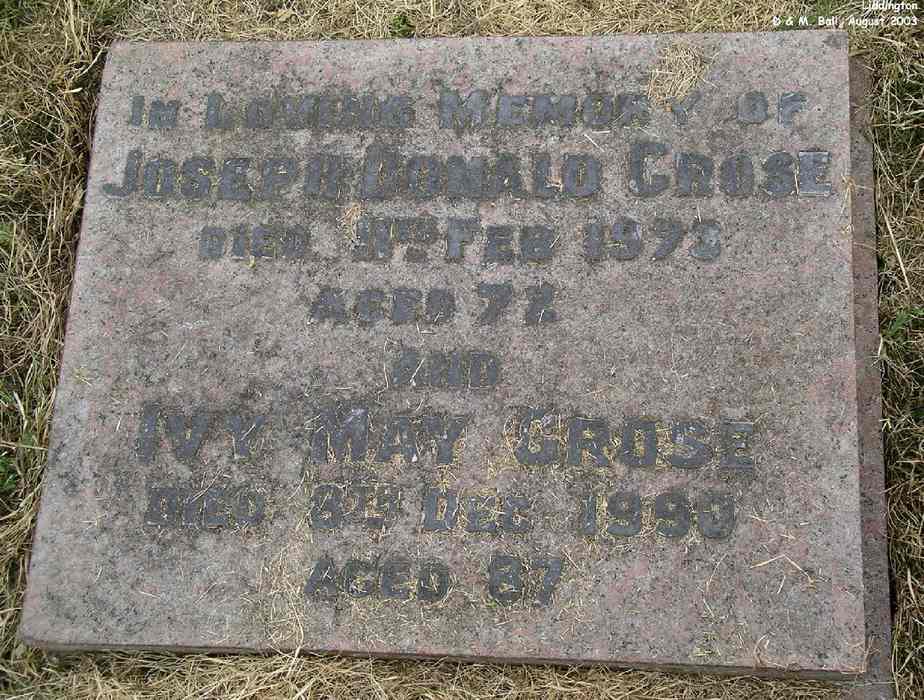 Liddington
D & M Ball, August 2003
IN LOVING MEMORY OF
JOSEPH DONALD CROSE
DIED 11TH FEB 1973
AGED 72
AND
IVY MAY CROSE
DIED 8TH DEC 1993
AGED 87